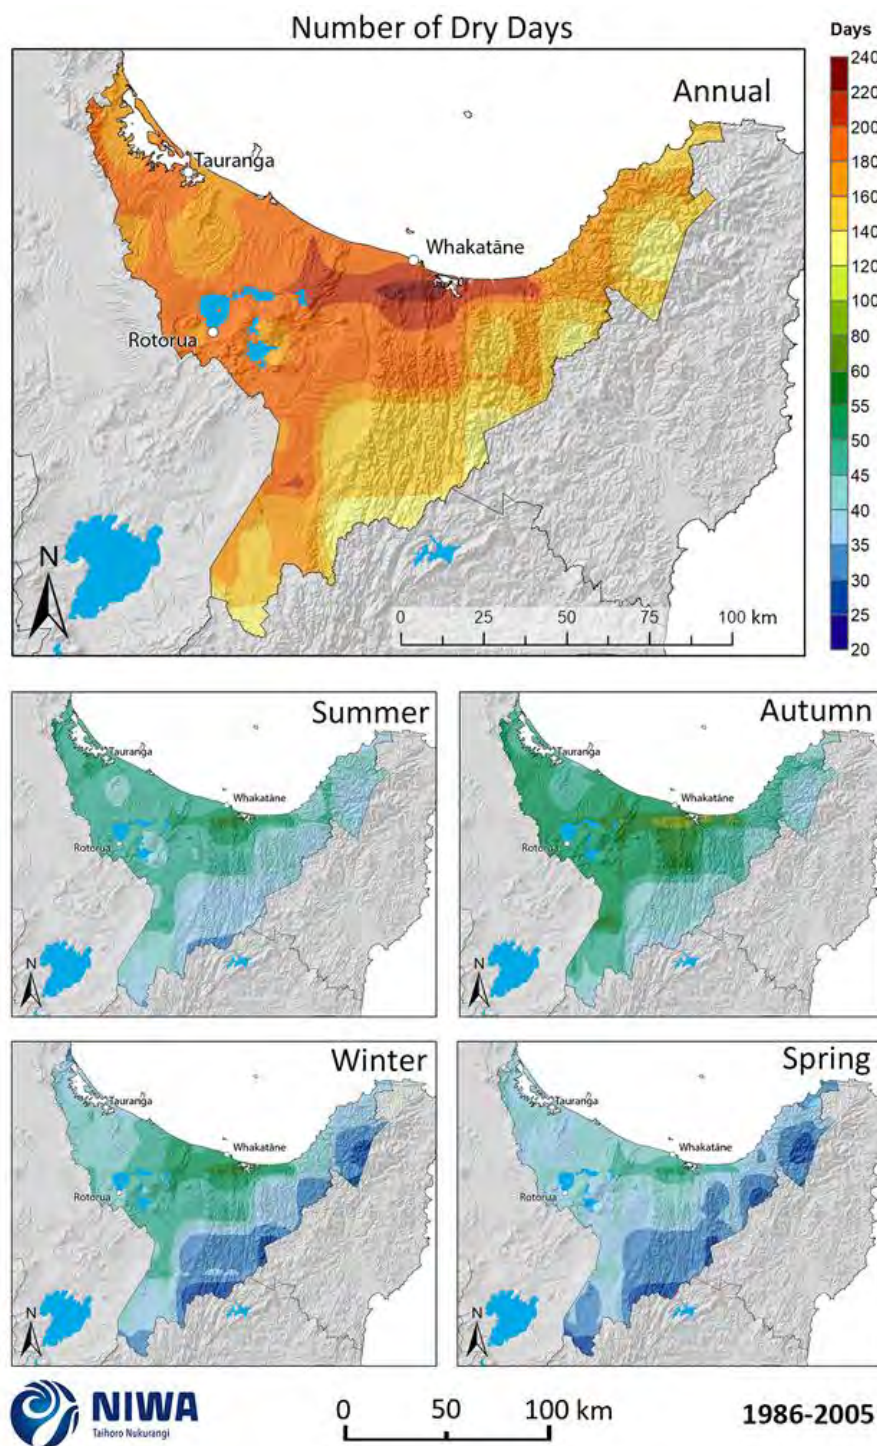 Number of Dry Days
Days
Annual
Tauranga
Whakatāne
Rotorua
N
0 25 50 75 100 km
240
220
200
180
160
140
120
100
80
60
55
50
45
40
35
30
25
20
Summer
Tauranga
Whakatāne
Rotorua
N
Autumn
Tauranga
Whakatāne
Rotorua
N
Winter
Tauranga
Whakatāne
Rotorua
N
Spring
Tauranga
Whakatāne
Rotorua
N
NIWA
Taihoro Nukurangi
0 50 100 km
1986-2005